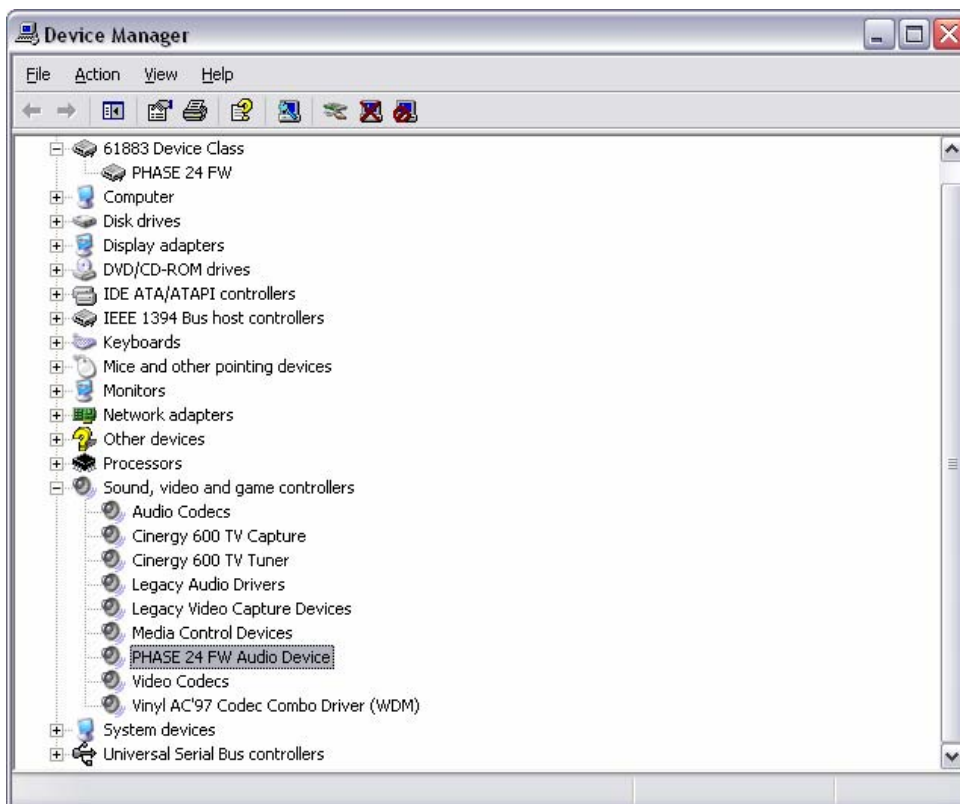 Device Manager
File Action View Help
61883 Device Class
PHASE 24 FW
Computer
Disk drives
Display adapters
DVD/CD-ROM drives
IDE ATA/ATAPI controllers
IEEE 1394 Bus host controllers
Keyboards
Mice and other pointing devices
Monitors
Network adapters
Other devices
Processors
Sound, video and game controllers
Audio Codecs
Cinergy 600 TV Capture
Cinergy 600 TV Tuner
Legacy Audio Drivers
Legacy Video Capture Devices
Media Control Devices
PHASE 24 FW Audio Device
Video Codecs
Vinyl AC'97 Codec Combo Driver (WDM)
System devices
Universal Serial Bus controllers